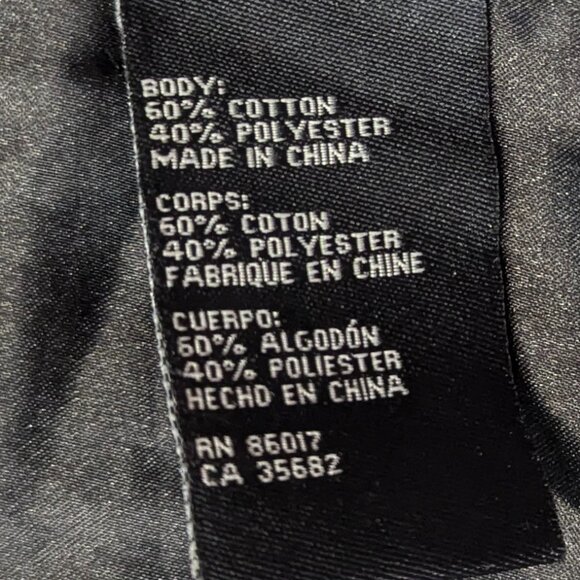 BODY:
60% COTTON
40% POLYESTER
MADE IN CHINA
CORPS:
60% COTON
40% POLYESTER
FABRIQUE EN CHINE
CUERPO:
60% ALGODÓN
40% POLIESTER
HECHO EN CHINA
RN 86017
CA 35682